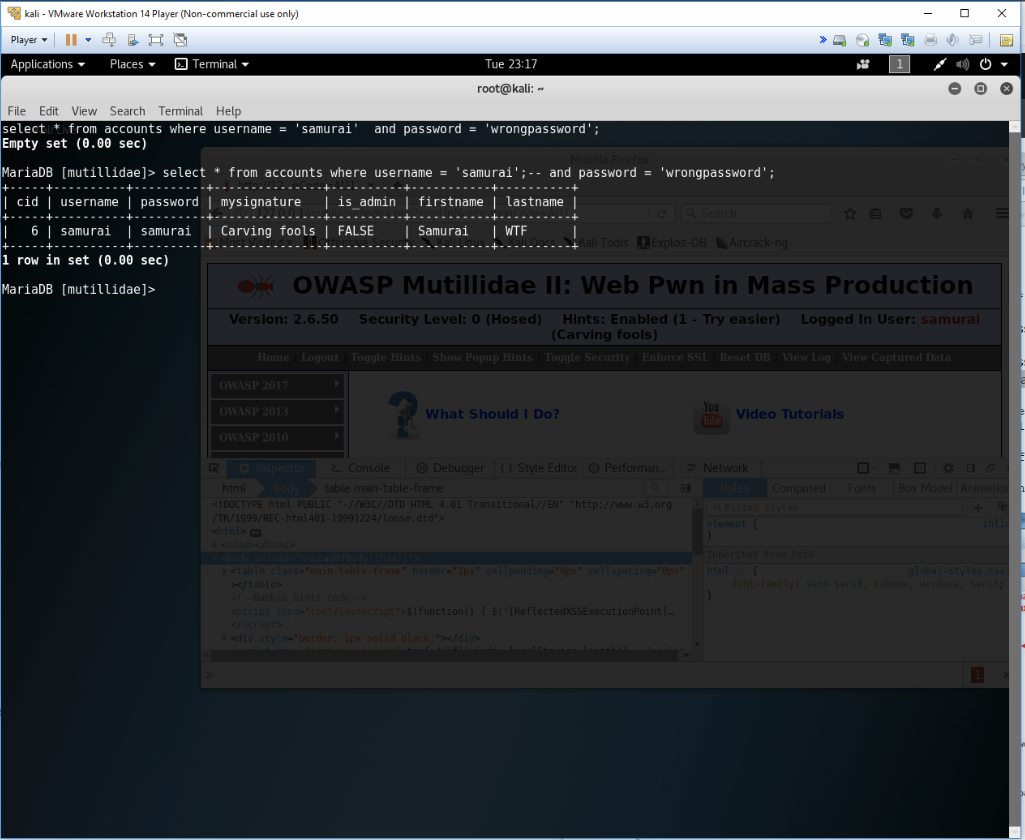 kali - VMware Workstation 14 Player (Non-commercial use only)
Player
Applications Places Terminal Tue 23:17 1
root@kali: ~
File Edit View Search Terminal Help
select * from accounts where username = 'samurai'  and password = 'wrongpassword';
Empty set (0.00 sec)
Mozilla Firefox
MariaDB [mutillidae]> select * from accounts where username = 'samurai';-- and password = 'wrongpassword';
+-----+----------+----------+----------------+----------+-----------+----------+
| cid | username | password | mysignature    | is_admin | firstname | lastname |
+-----+----------+----------+----------------+----------+-----------+----------+
|   6 | samurai  | samurai  | Carving fools | FALSE    | Samurai   | WTF      |
+-----+----------+----------+----------------+----------+-----------+----------+
1 row in set (0.00 sec)
MariaDB [mutillidae]>
Search
Most Visited Offensive Security Kali Linux Kali Docs Kali Tools Exploit-DB Aircrack-ng
OWASP Mutillidae II: Web Pwn in Mass Production
Version: 2.6.50 Security Level: 0 (Hosed) Hints: Enabled (1 - Try easier) Logged In User: samurai
(Carving fools)
Home Logout Toggle Hints Show Popup Hints Toggle Security Enforce SSL Reset DB View Log View Captured Data
OWASP 2017
OWASP 2013
OWASP 2010
What Should I Do?
You Tube Video Tutorials
Inspector Console Debugger { } Style Editor Performan... Network
html body table.main-table-frame
Rules Computed Fonts Box Model Animation
<!DOCTYPE html PUBLIC "-//W3C//DTD HTML 4.01 Transitional//EN" "http://www.w3.org
/TR/1999/REC-html401-19991224/loose.dtd">
<html>
<head></head>
<table class="main-table-frame" border="1px" cellpadding="0px" cellspacing="0px"
></table>
<!--Bubble hints code-->
<script type="text/javascript">$(function() { $('[ReflectedXSSExecutionPoint]...
</script>
<div style="border: 1px solid black;"></div>
Filter Styles
element {
}
Inherited from html
html { global-styles.css:
font-family: sans-serif, tahoma, verdana, serif;
}
1